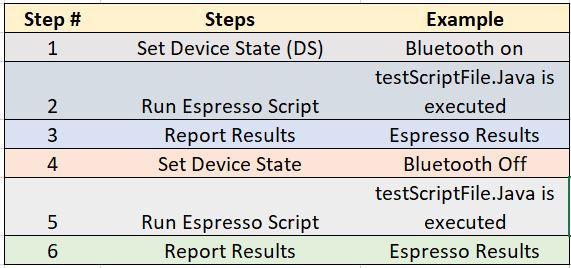 Step # Steps Example
1 Set Device State (DS) Bluetooth on
testScriptFile.Java is
2 Run Espresso Script executed
3 Report Results Espresso Results
4 Set Device State Bluetooth Off
testScriptFile.Java is
5 Run Espresso Script executed
6 Report Results Espresso Results